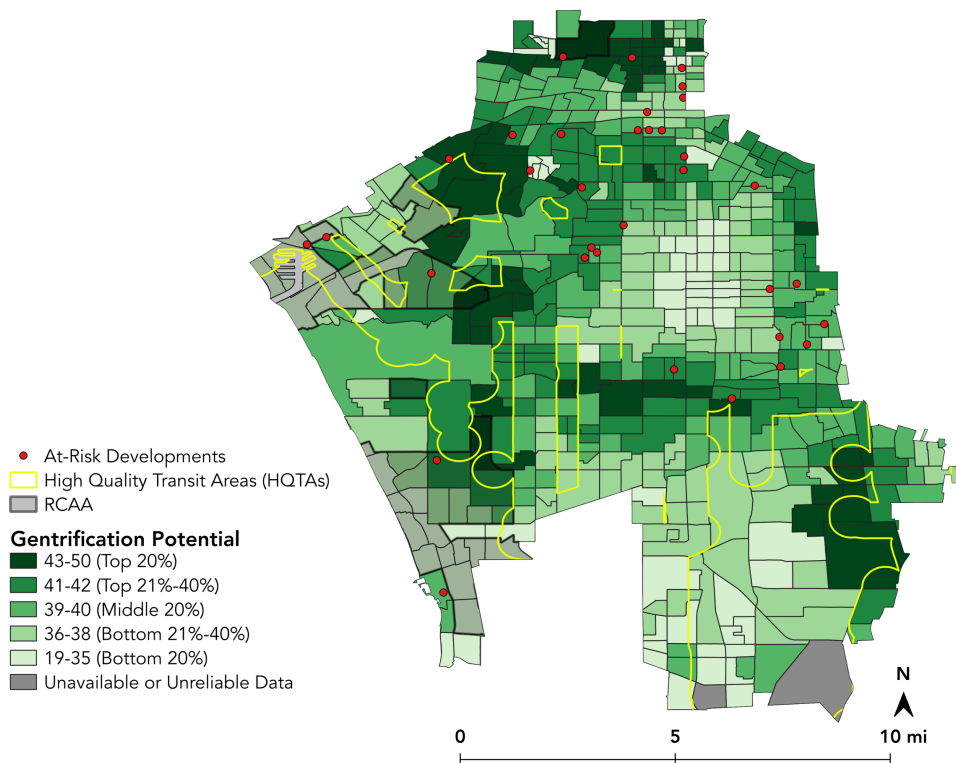 At-Risk Developments
High Quality Transit Areas (HQTAs)
RCAA
Gentrification Potential
43-50 (Top 20%)
41-42 (Top 21%-40%)
39-40 (Middle 20%)
36-38 (Bottom 21%-40%)
19-35 (Bottom 20%)
Unavailable or Unreliable Data
N
0 5 10 mi